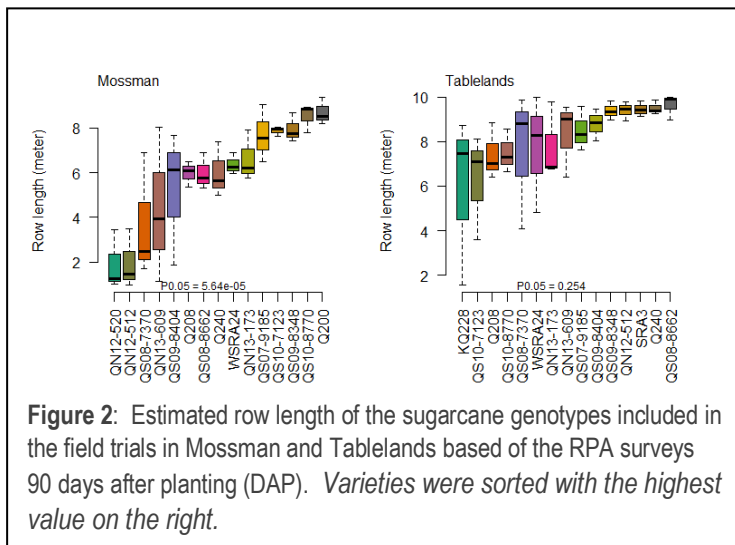 Mossman
Row length (meter)
2
4
6
8
P0.05 = 5.64e-05
QN12-520
QN12-512
QS08-7370
QN13-609
QS09-8404
Q208
QS08-8662
Q240
WSRA24
QN13-173
QS07-9185
QS10-7123
QS09-8348
QS10-8770
Q200
Tablelands
Row length (meter)
2
4
6
8
10
P0.05 = 0.254
KQ228
QS10-7123
Q208
QS10-8770
QS08-7370
WSRA24
QN13-173
QN13-609
QS07-9185
QS09-8404
QS09-8348
QN12-512
SRA3
Q240
QS08-8662
Figure 2: Estimated row length of the sugarcane genotypes included in
the field trials in Mossman and Tablelands based of the RPA surveys
90 days after planting (DAP). Varieties were sorted with the highest
value on the right.